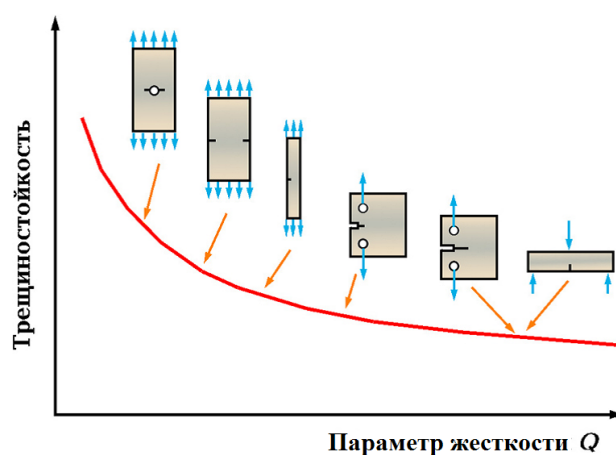 Трещиностойкость
Параметр жесткости Q